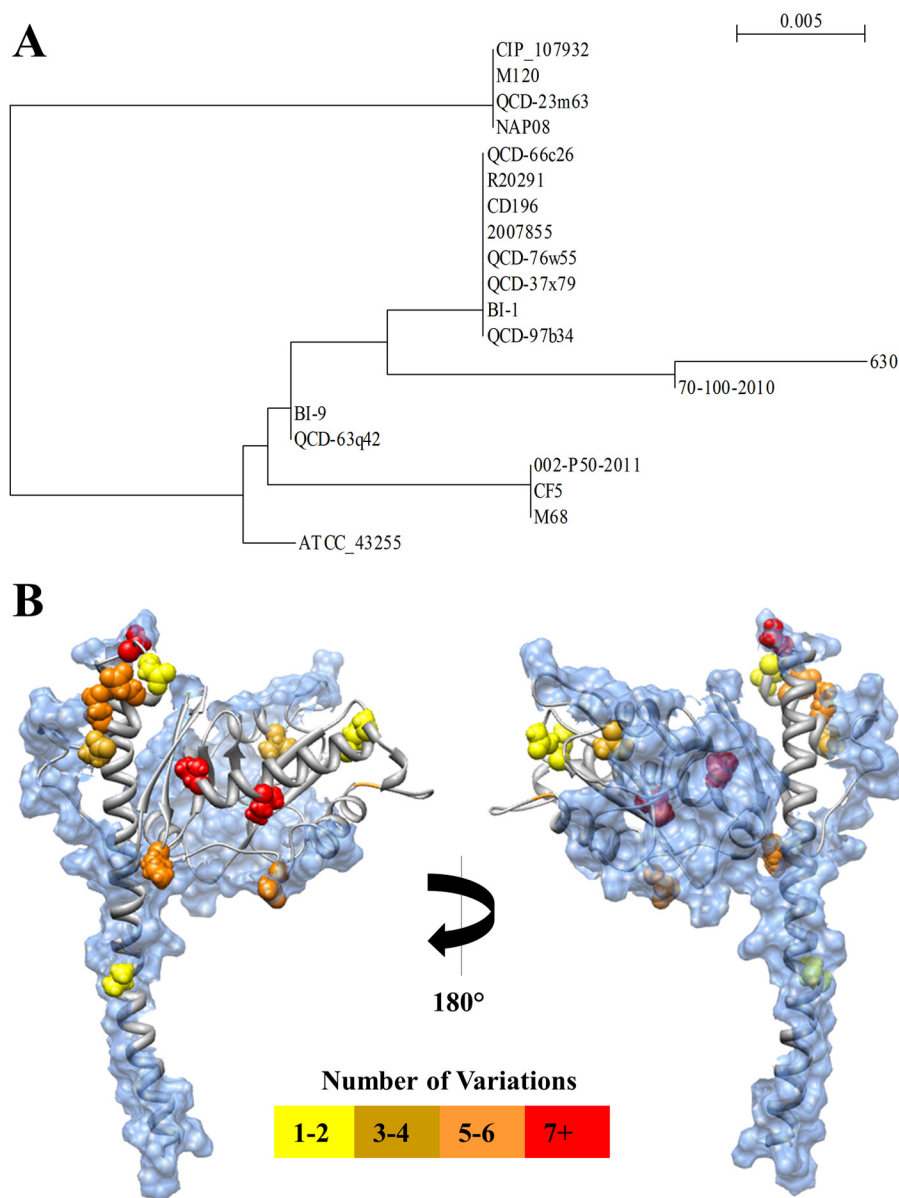 A
0.005
CIP_107932
M120
QCD-23m63
NAP08
QCD-66c26
R20291
CD196
2007855
QCD-76w55
QCD-37x79
BI-1
QCD-97b34
630
70-100-2010
BI-9
QCD-63q42
002-P50-2011
CF5
M68
ATCC_43255
B
180°
Number of Variations
1-2 3-4 5-6 7+